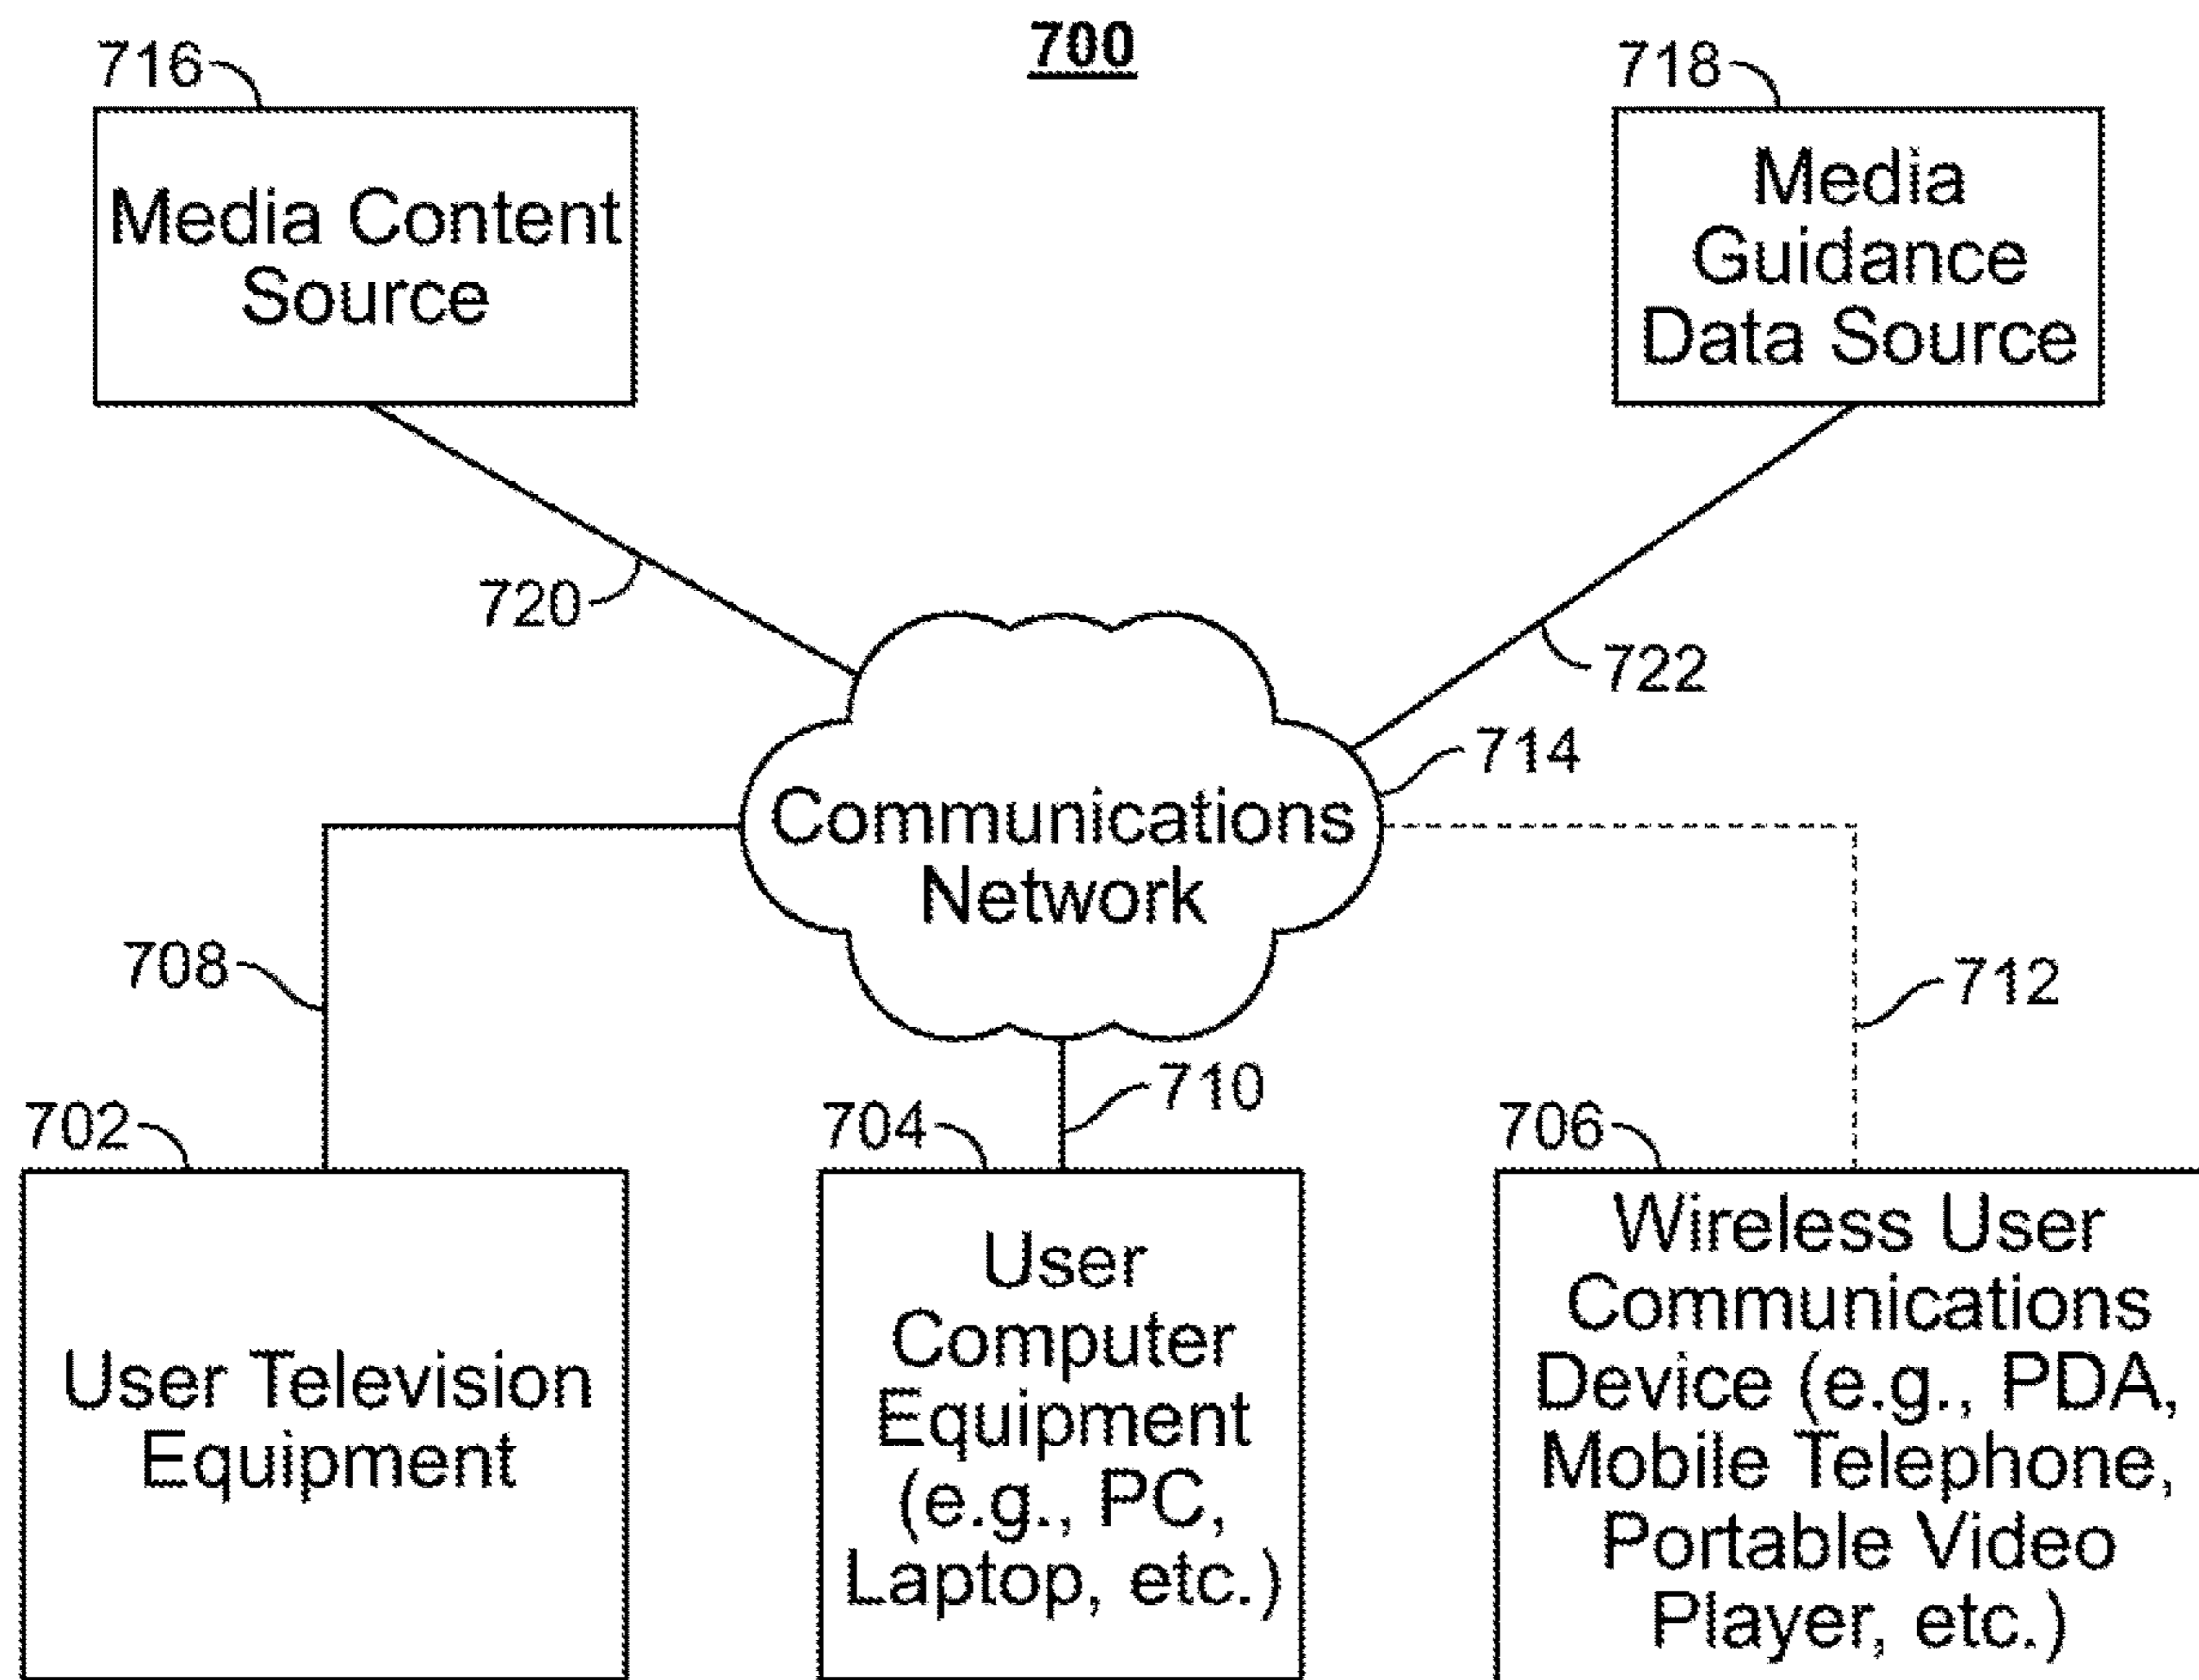 700
716
718
Media Content
Source
Media
Guidance
Data Source
720
722
714
Communications
Network
708
712
710
702
704
706
User Television
Equipment
User
Computer
Equipment
(e.g., PC,
Laptop, etc.)
Wireless User
Communications
Device (e.g., PDA,
Mobile Telephone,
Portable Video
Player, etc.)